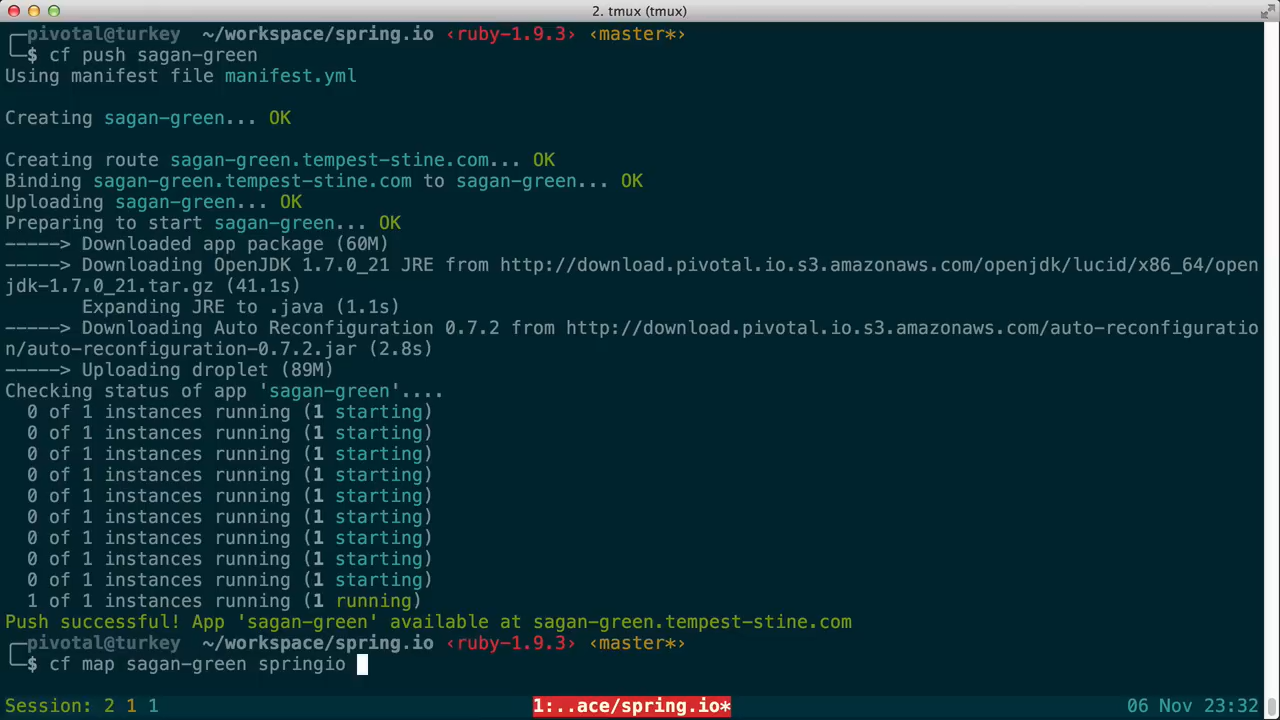 2. tmux (tmux)
pivotal@turkey ~/workspace/spring.io ‹ruby-1.9.3› ‹master*›
$ cf push sagan-green
Using manifest file manifest.yml
Creating sagan-green... OK
Creating route sagan-green.tempest-stine.com... OK
Binding sagan-green.tempest-stine.com to sagan-green... OK
Uploading sagan-green... OK
Preparing to start sagan-green... OK
-----> Downloaded app package (60M)
-----> Downloading OpenJDK 1.7.0_21 JRE from http://download.pivotal.io.s3.amazonaws.com/openjdk/lucid/x86_64/open
jdk-1.7.0_21.tar.gz (41.1s)
Expanding JRE to .java (1.1s)
-----> Downloading Auto Reconfiguration 0.7.2 from http://download.pivotal.io.s3.amazonaws.com/auto-reconfiguratio
n/auto-reconfiguration-0.7.2.jar (2.8s)
-----> Uploading droplet (89M)
Checking status of app 'sagan-green'....
0 of 1 instances running (1 starting)
0 of 1 instances running (1 starting)
0 of 1 instances running (1 starting)
0 of 1 instances running (1 starting)
0 of 1 instances running (1 starting)
0 of 1 instances running (1 starting)
0 of 1 instances running (1 starting)
0 of 1 instances running (1 starting)
0 of 1 instances running (1 starting)
1 of 1 instances running (1 running)
Push successful! App 'sagan-green' available at sagan-green.tempest-stine.com
pivotal@turkey ~/workspace/spring.io ‹ruby-1.9.3› ‹master*›
$ cf map sagan-green springio
Session: 2 1 1 1:..ace/spring.io* 06 Nov 23:32